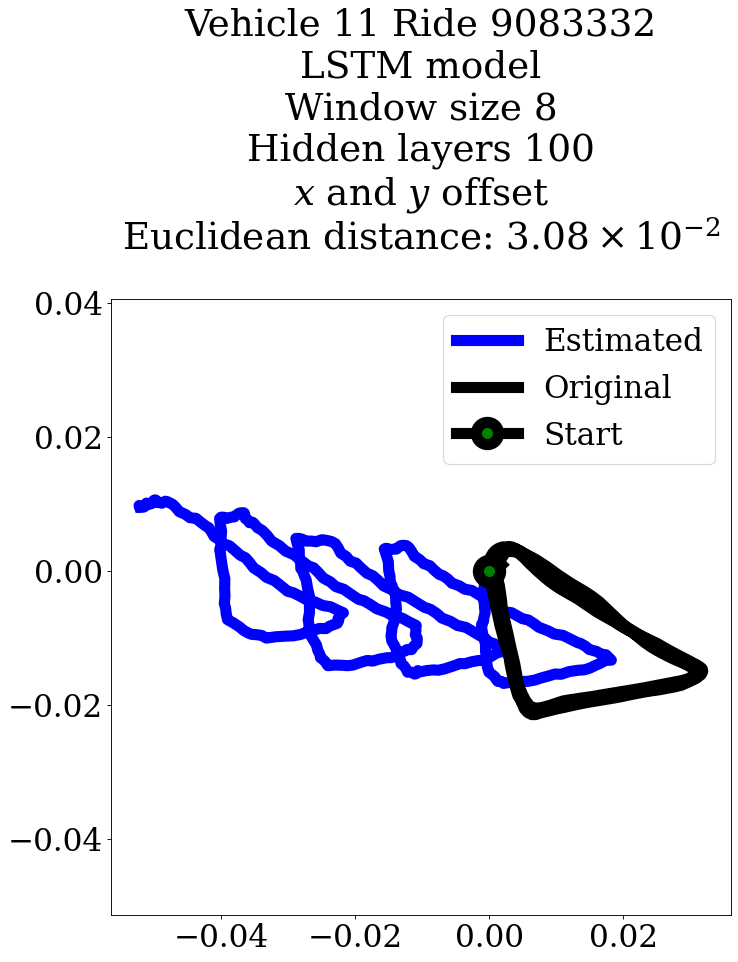 Vehicle 11 Ride 9083332
LSTM model
Window size 8
Hidden layers 100
x and y offset
Euclidean distance: 3.08 × 10⁻²
0.04
0.02
0.00
−0.02
−0.04
Estimated
Original
Start
−0.04 −0.02 0.00 0.02